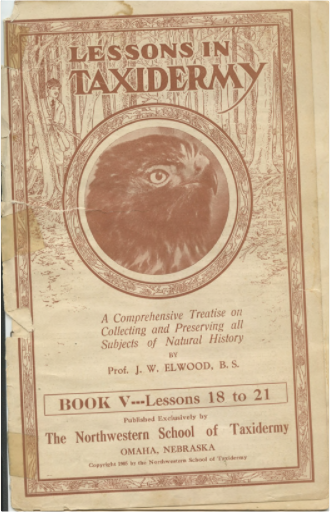 LESSONS IN
TAXIDERMY
A Comprehensive Treatise on
Collecting and Preserving all
Subjects of Natural History
BY
Prof. J. W. ELWOOD, B. S.
BOOK V---Lessons 18 to 21
Published Exclusively by
The Northwestern School of Taxidermy
OMAHA, NEBRASKA
Copyright by the Northwestern School of Taxidermy